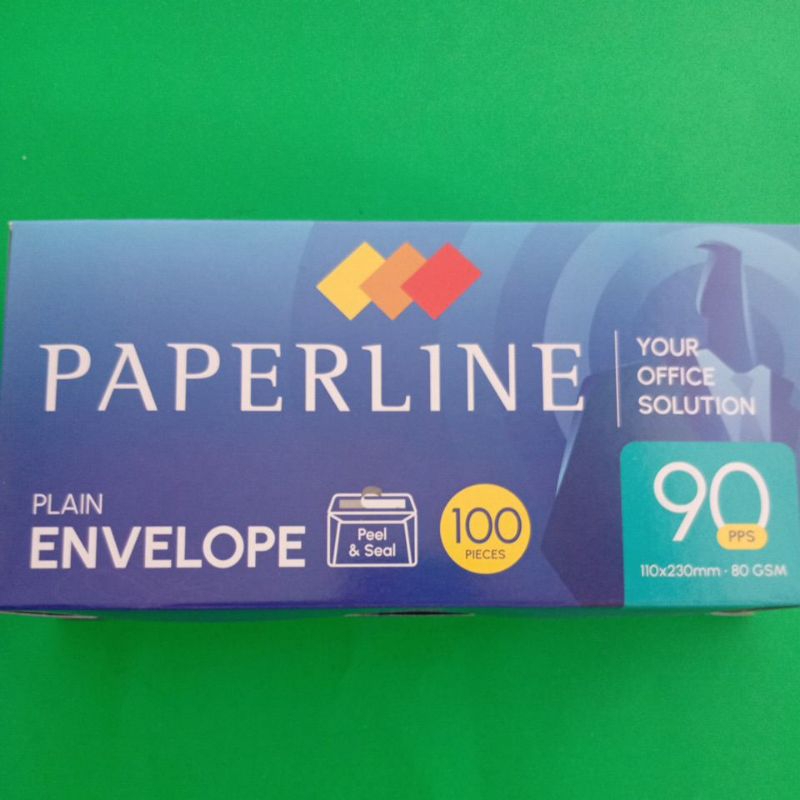 PAPERLINE
YOUR
OFFICE
SOLUTION
PLAIN
ENVELOPE
Peel
& Seal
100
PIECES
90
PPS
110x230mm · 80 GSM